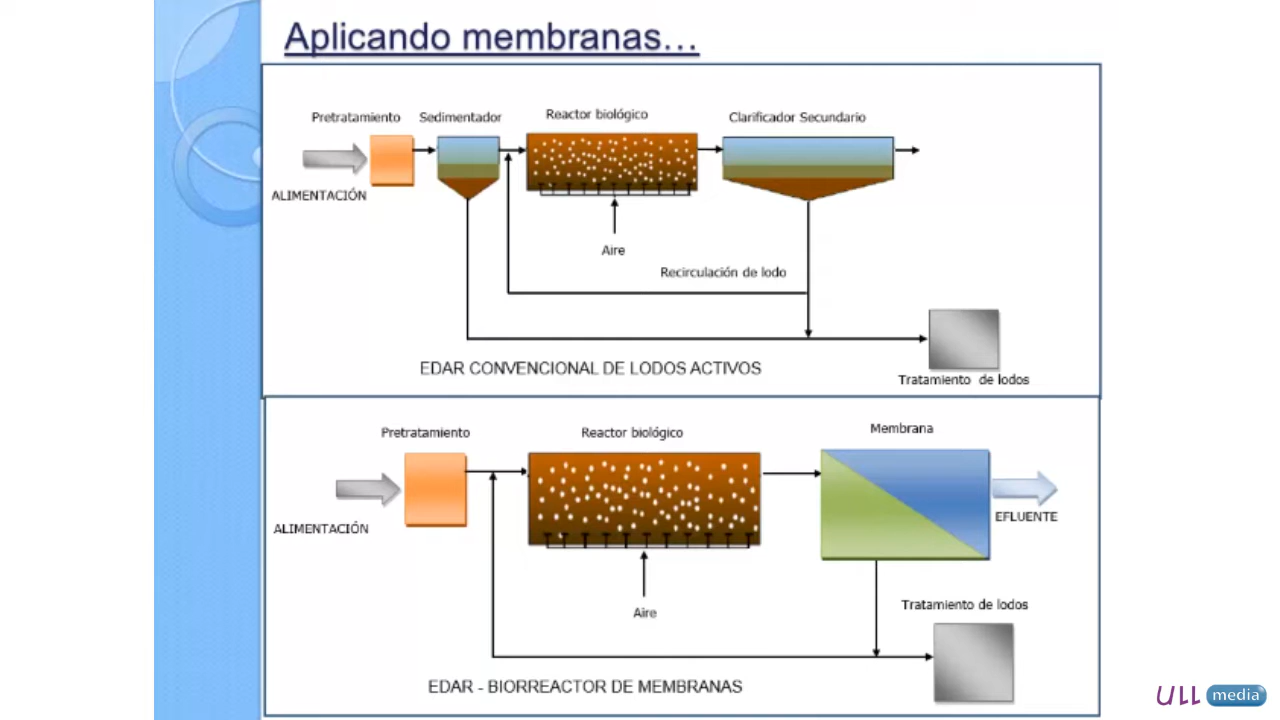 Aplicando membranas...
Pretratamiento
Sedimentador
Reactor biológico
Clarificador Secundario
ALIMENTACIÓN
Aire
Recirculación de lodo
EDAR CONVENCIONAL DE LODOS ACTIVOS
Tratamiento de lodos
Pretratamiento
Reactor biológico
Membrana
ALIMENTACIÓN
EFLUENTE
Aire
Tratamiento de lodos
EDAR - BIORREACTOR DE MEMBRANAS
ULL media